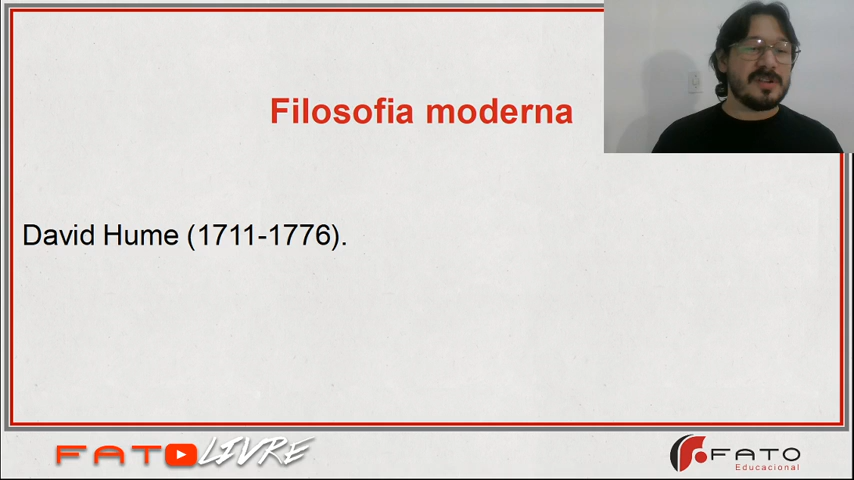 Filosofia moderna
David Hume (1711-1776).
FATO LIVRE
FATO
Educacional